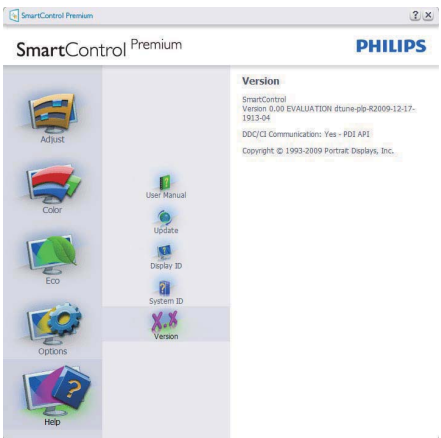 SmartControl Premium
? X
SmartControl Premium
PHILIPS
Adjust
Color
Eco
Options
Help
User Manual
Update
Display ID
System ID
X.X
Version
Version
SmartControl
Version 0.00 EVALUATION dtune-plp-R2009-12-17-
1913-04
DDC/CI Communication: Yes - PDI API
Copyright © 1993-2009 Portrait Displays, Inc.